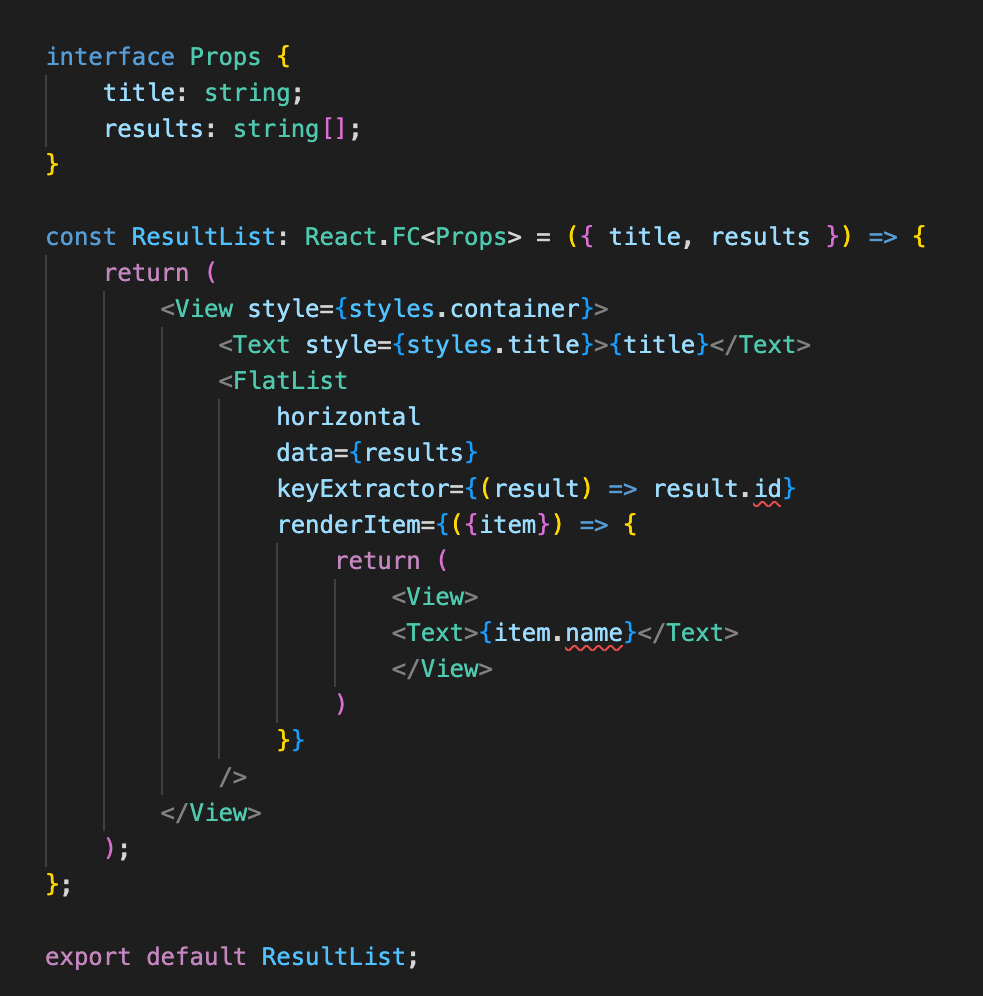 interface Props {
    title: string;
    results: string[];
}

const ResultList: React.FC<Props> = ({ title, results }) => {
    return (
        <View style={styles.container}>
            <Text style={styles.title}>{title}</Text>
            <FlatList
                horizontal
                data={results}
                keyExtractor={(result) => result.id}
                renderItem={({item}) => {
                    return (
                        <View>
                        <Text>{item.name}</Text>
                        </View>
                    )
                }}
            />
        </View>
    );
};

export default ResultList;